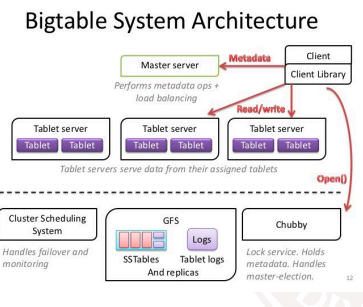 Bigtable System Architecture
Metadata
Client
Client Library
Master server
Performs metadata ops +
load balancing
Read/write
Tablet server
Tablet Tablet
Tablet server
Tablet Tablet
Tablet server
Tablet Tablet
Open()
Tablet servers serve data from their assigned tablets
Cluster Scheduling
System
Handles failover and
monitoring
GFS
Logs
SSTables
Tablet logs
And replicas
Chubby
Lock service. Holds
metadata. Handles
master-election.
12